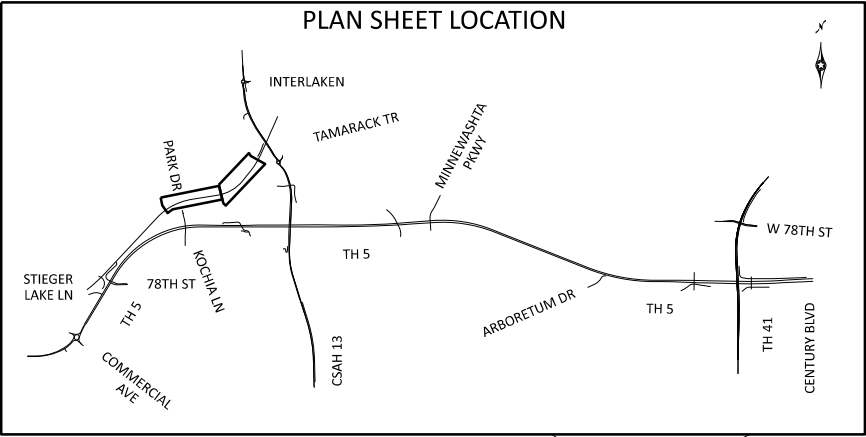 PLAN SHEET LOCATION
N
INTERLAKEN
TAMARACK TR
MINNEWASHTA
PKWY
PARK DR
W 78TH ST
KOCHIA LN
TH 5
STIEGER
LAKE LN
78TH ST
TH 5
ARBORETUM DR
TH 5
TH 41
CENTURY BLVD
CSAH 13
COMMERCIAL
AVE